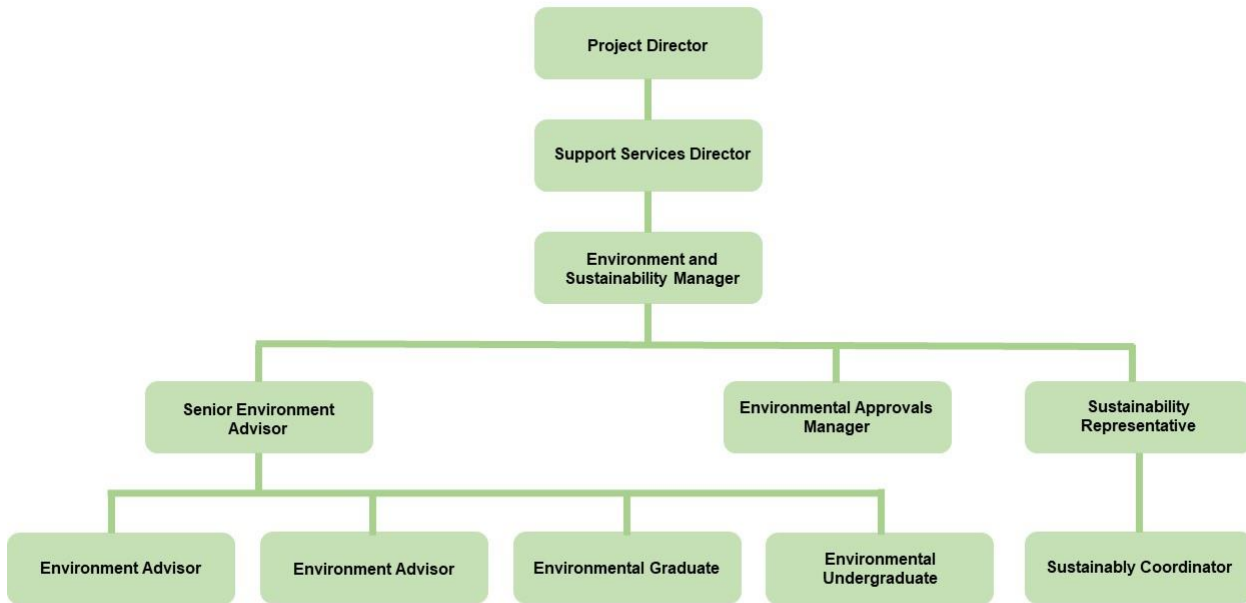 Project Director
Support Services Director
Environment and
Sustainability Manager
Senior Environment
Advisor
Environmental Approvals
Manager
Sustainability
Representative
Environment Advisor
Environment Advisor
Environmental Graduate
Environmental
Undergraduate
Sustainably Coordinator